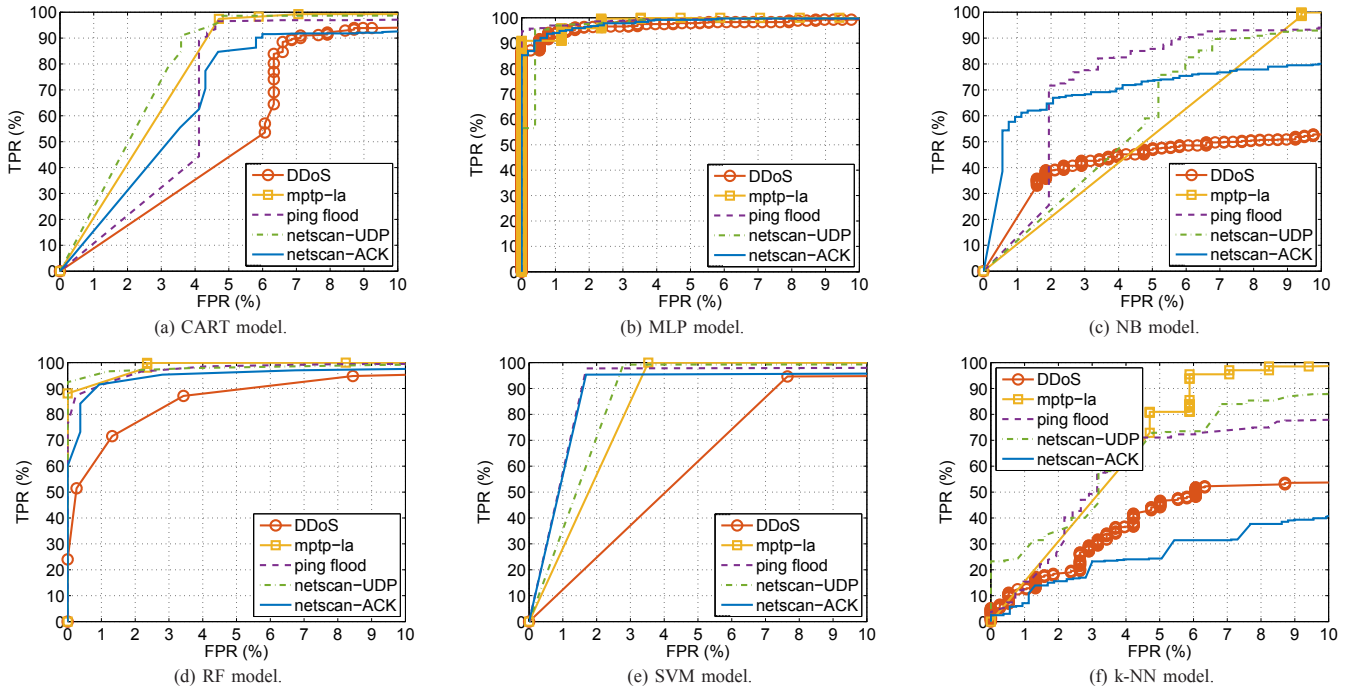 100
90
80
70
60
50
40
30
20
10
0
TPR (%)
0 1 2 3 4 5 6 7 8 9 10
FPR (%)
DDoS
mptp-la
ping flood
netscan-UDP
netscan-ACK
(a) CART model.
100
90
80
70
60
50
40
30
20
10
0
TPR (%)
0 1 2 3 4 5 6 7 8 9 10
FPR (%)
DDoS
mptp-la
ping flood
netscan-UDP
netscan-ACK
(b) MLP model.
100
90
80
70
60
50
40
30
20
10
0
TPR (%)
0 1 2 3 4 5 6 7 8 9 10
FPR (%)
DDoS
mptp-la
ping flood
netscan-UDP
netscan-ACK
(c) NB model.
100
90
80
70
60
50
40
30
20
10
0
TPR (%)
0 1 2 3 4 5 6 7 8 9 10
FPR (%)
DDoS
mptp-la
ping flood
netscan-UDP
netscan-ACK
(d) RF model.
100
90
80
70
60
50
40
30
20
10
0
TPR (%)
0 1 2 3 4 5 6 7 8 9 10
FPR (%)
DDoS
mptp-la
ping flood
netscan-UDP
netscan-ACK
(e) SVM model.
100
90
80
70
60
50
40
30
20
10
0
TPR (%)
0 1 2 3 4 5 6 7 8 9 10
FPR (%)
DDoS
mptp-la
ping flood
netscan-UDP
netscan-ACK
(f) k-NN model.